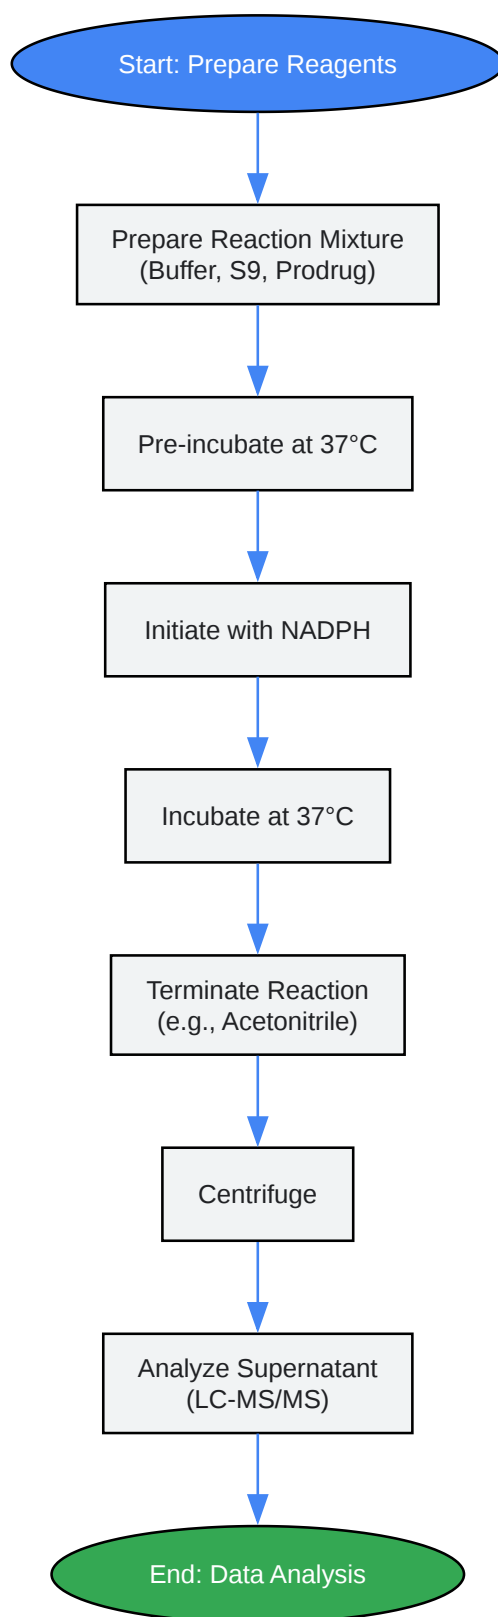 Start: Prepare Reagents
Prepare Reaction Mixture
(Buffer, S9, Prodrug)
Pre-incubate at 37°C
Initiate with NADPH
Incubate at 37°C
Terminate Reaction
(e.g., Acetonitrile)
Centrifuge
Analyze Supernatant
(LC-MS/MS)
End: Data Analysis